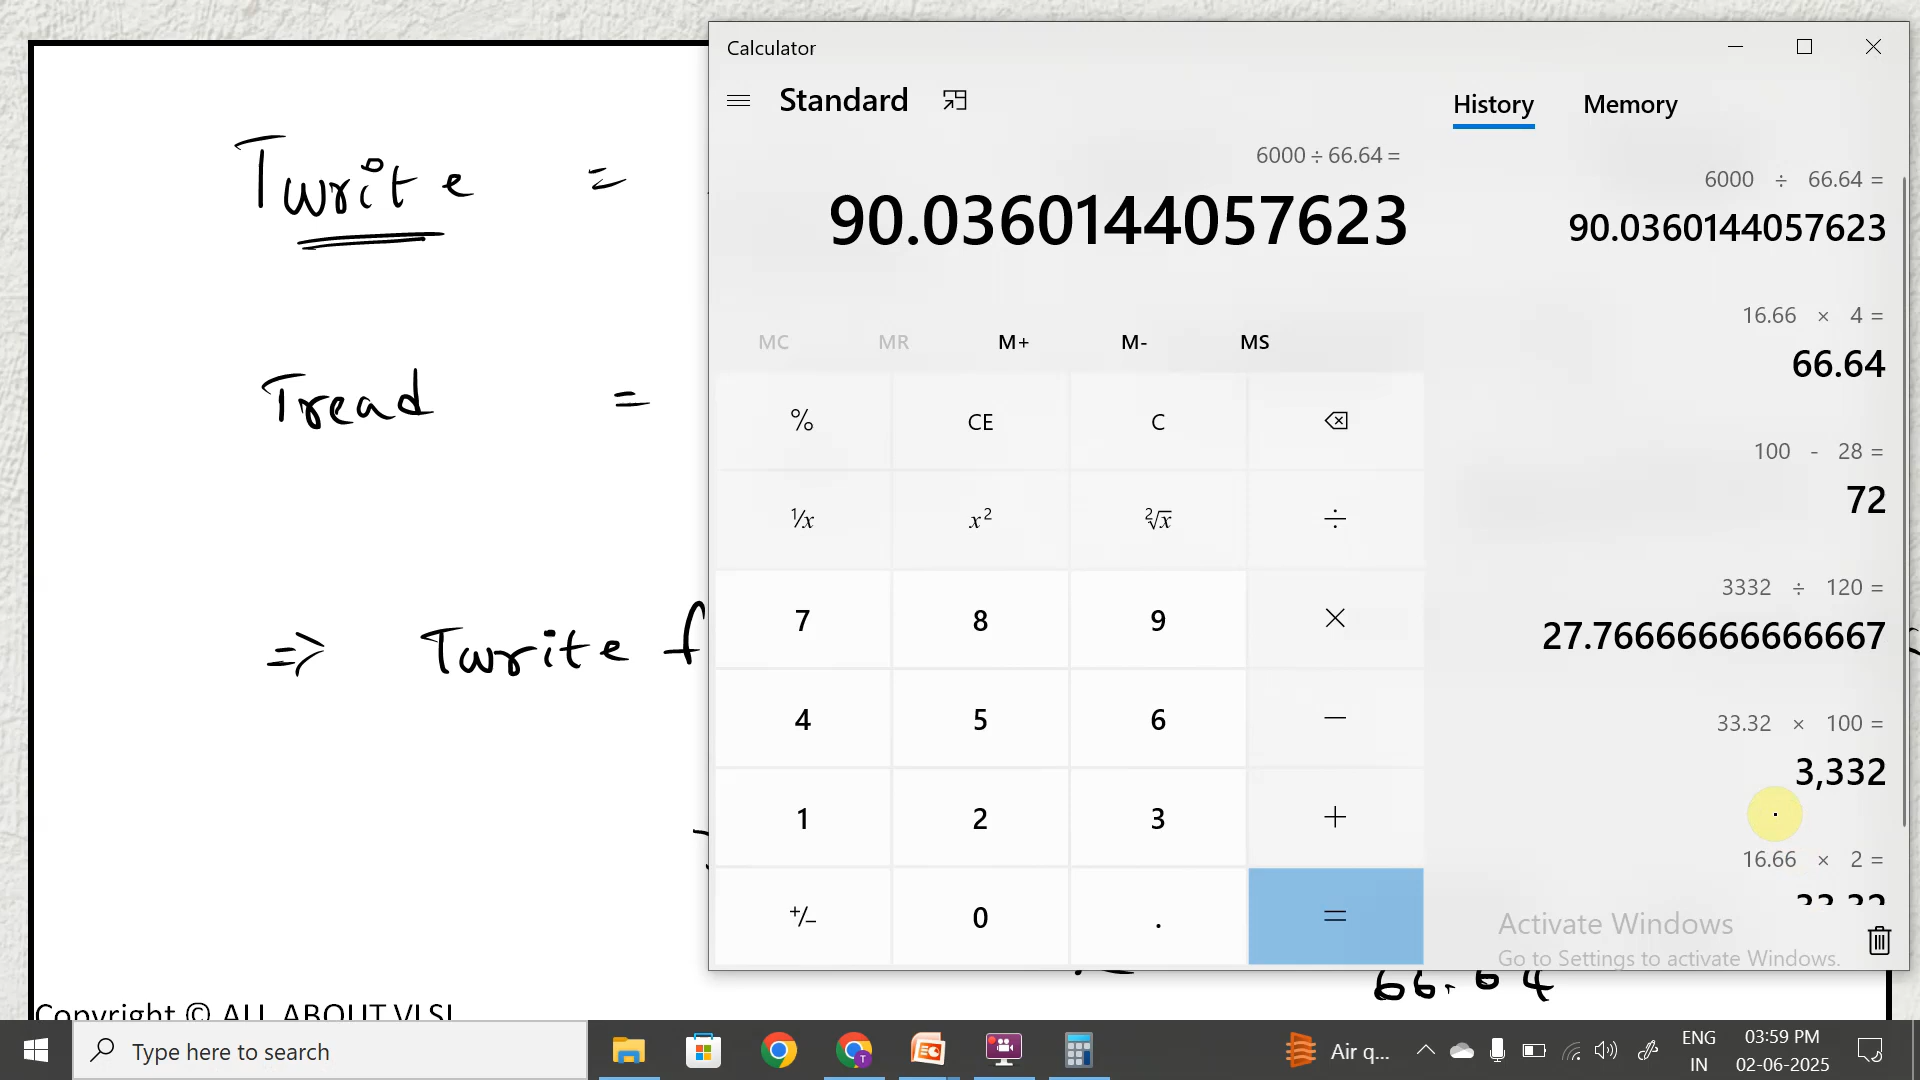 Calculator
Standard
History
Memory
6000 ÷ 66.64 =
90.0360144057623
MC
MR
M+
M-
MS
%
CE
C
¹⁄x
x²
²√x
÷
7
8
9
×
4
5
6
−
1
2
3
+
+/−
0
.
=
6000 ÷ 66.64 =
90.0360144057623
16.66 × 4 =
66.64
100 - 28 =
72
3332 ÷ 120 =
27.76666666666667
33.32 × 100 =
3,332
16.66 × 2 =
33.32
Twrite =
Tread =
=> Twrite f
66.64
Activate Windows
Go to Settings to activate Windows.
Copyright © ALL ABOUT VLSI
Type here to search
Air q...
ENG
IN
03:59 PM
02-06-2025